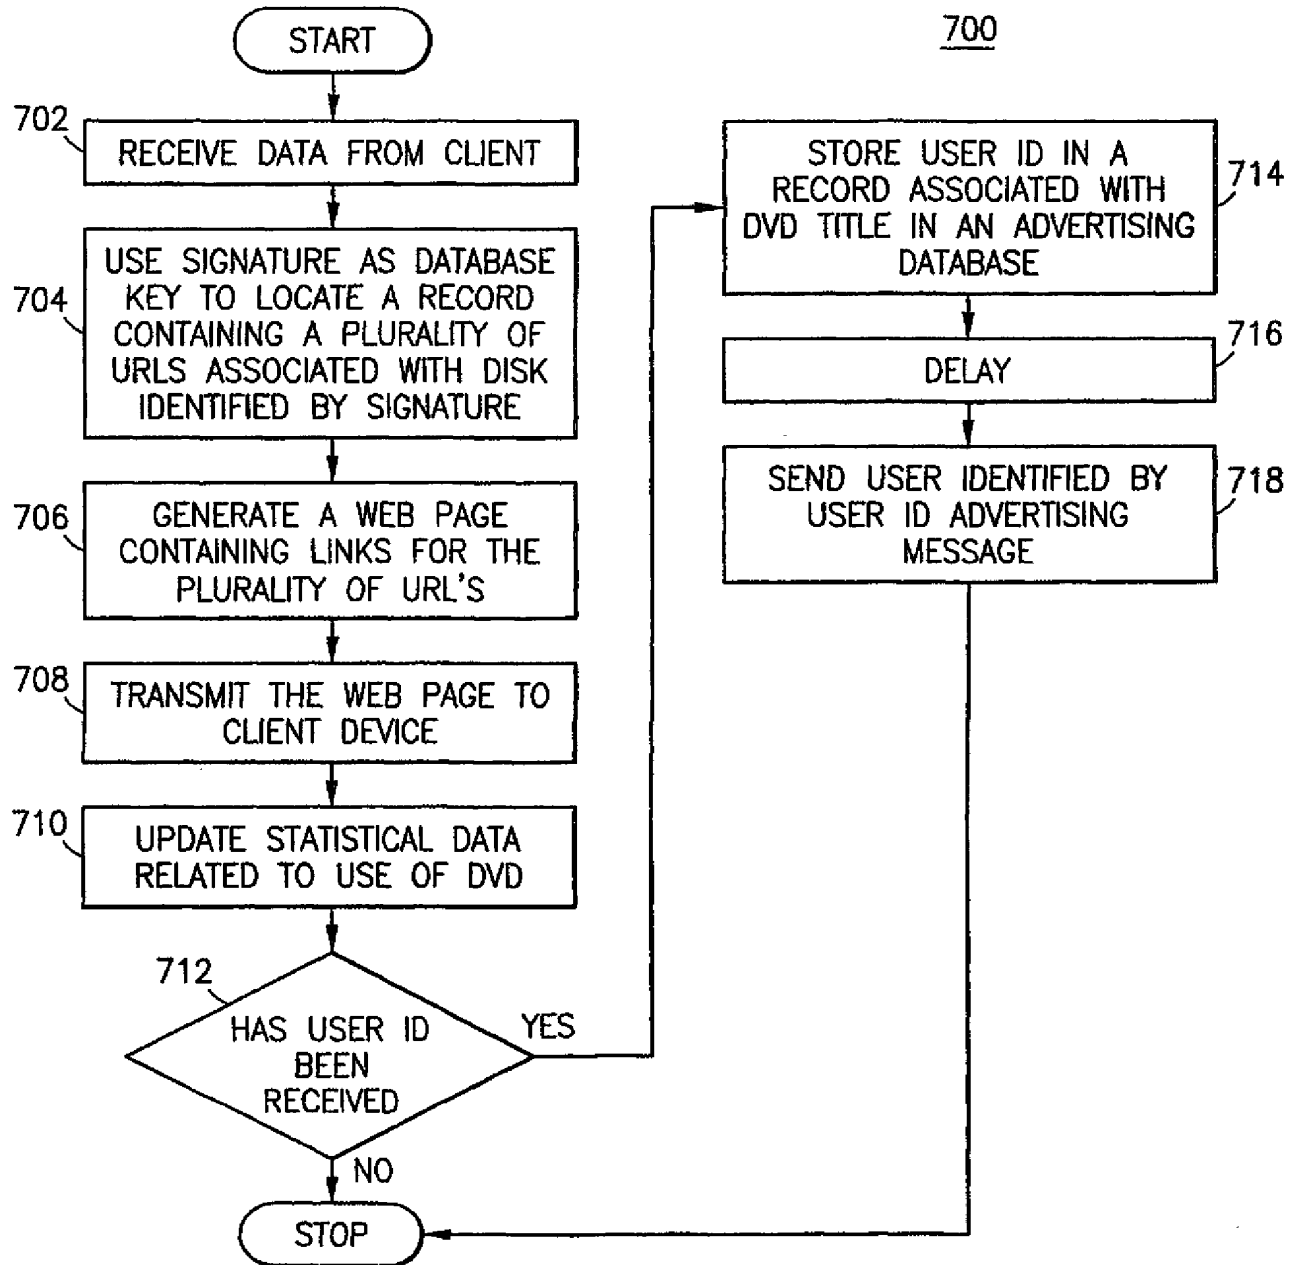 START
700
702
RECEIVE DATA FROM CLIENT
704
USE SIGNATURE AS DATABASE
KEY TO LOCATE A RECORD
CONTAINING A PLURALITY OF
URLS ASSOCIATED WITH DISK
IDENTIFIED BY SIGNATURE
706
GENERATE A WEB PAGE
CONTAINING LINKS FOR THE
PLURALITY OF URL'S
708
TRANSMIT THE WEB PAGE TO
CLIENT DEVICE
710
UPDATE STATISTICAL DATA
RELATED TO USE OF DVD
712
HAS USER ID
BEEN
RECEIVED
YES
NO
STOP
STORE USER ID IN A
RECORD ASSOCIATED WITH
DVD TITLE IN AN ADVERTISING
DATABASE
714
DELAY
716
SEND USER IDENTIFIED BY
USER ID ADVERTISING
MESSAGE
718